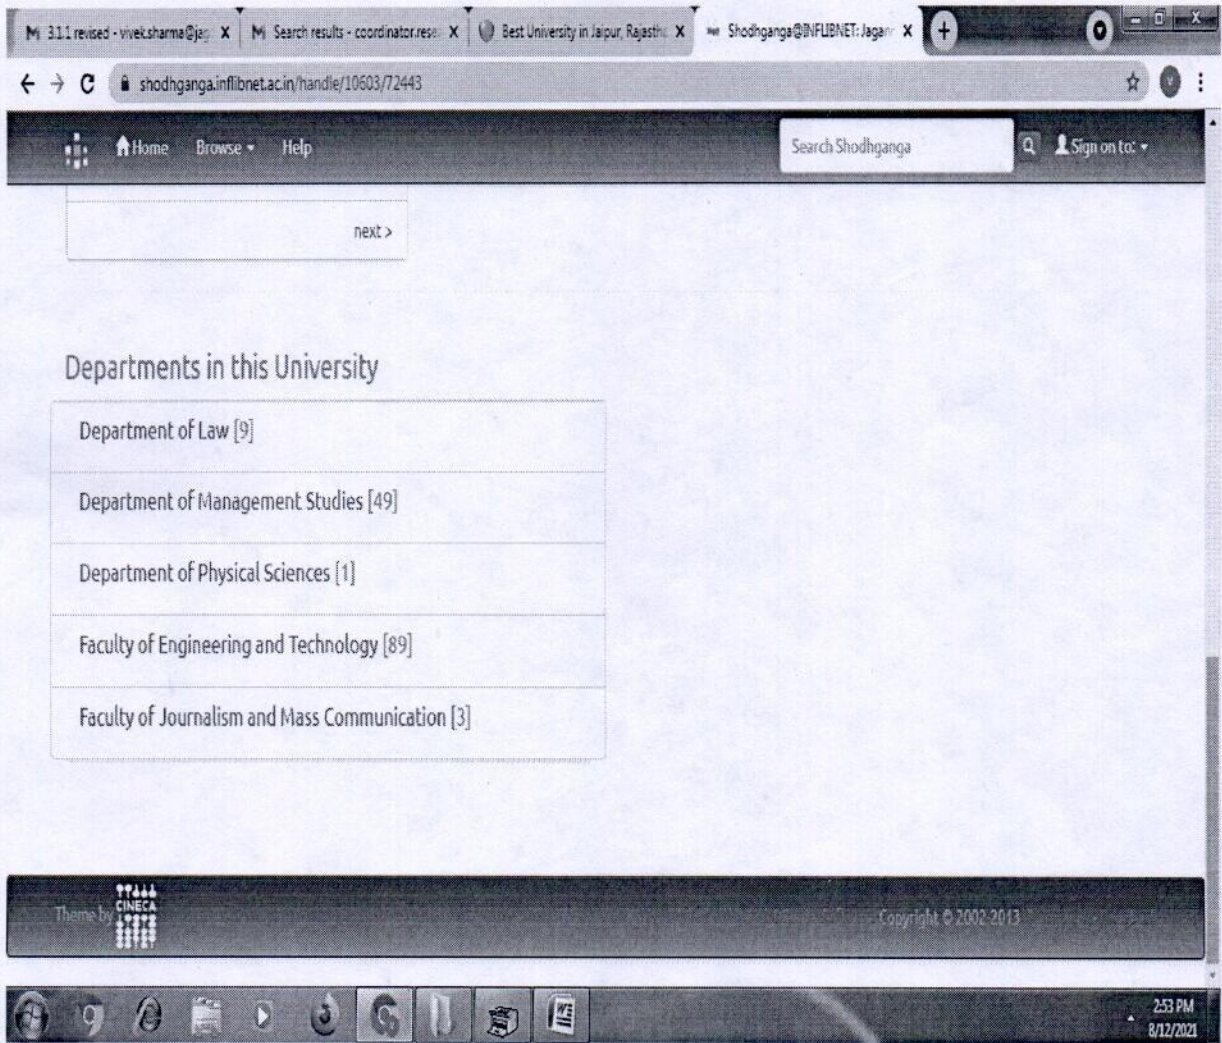 3.1.1 revised - vivek.sharma@jag X
Search results - coordinator.rese X
Best University in Jaipur, Rajastha X
Shodhganga@INFLIBNET: Jagan X
shodhganga.inflibnet.ac.in/handle/10603/72443
Home Browse Help Search Shodhganga Sign on to:
next >
Departments in this University
Department of Law [9]
Department of Management Studies [49]
Department of Physical Sciences [1]
Faculty of Engineering and Technology [89]
Faculty of Journalism and Mass Communication [3]
Theme by CINECA
Copyright © 2002-2013
2:53 PM
8/12/2021